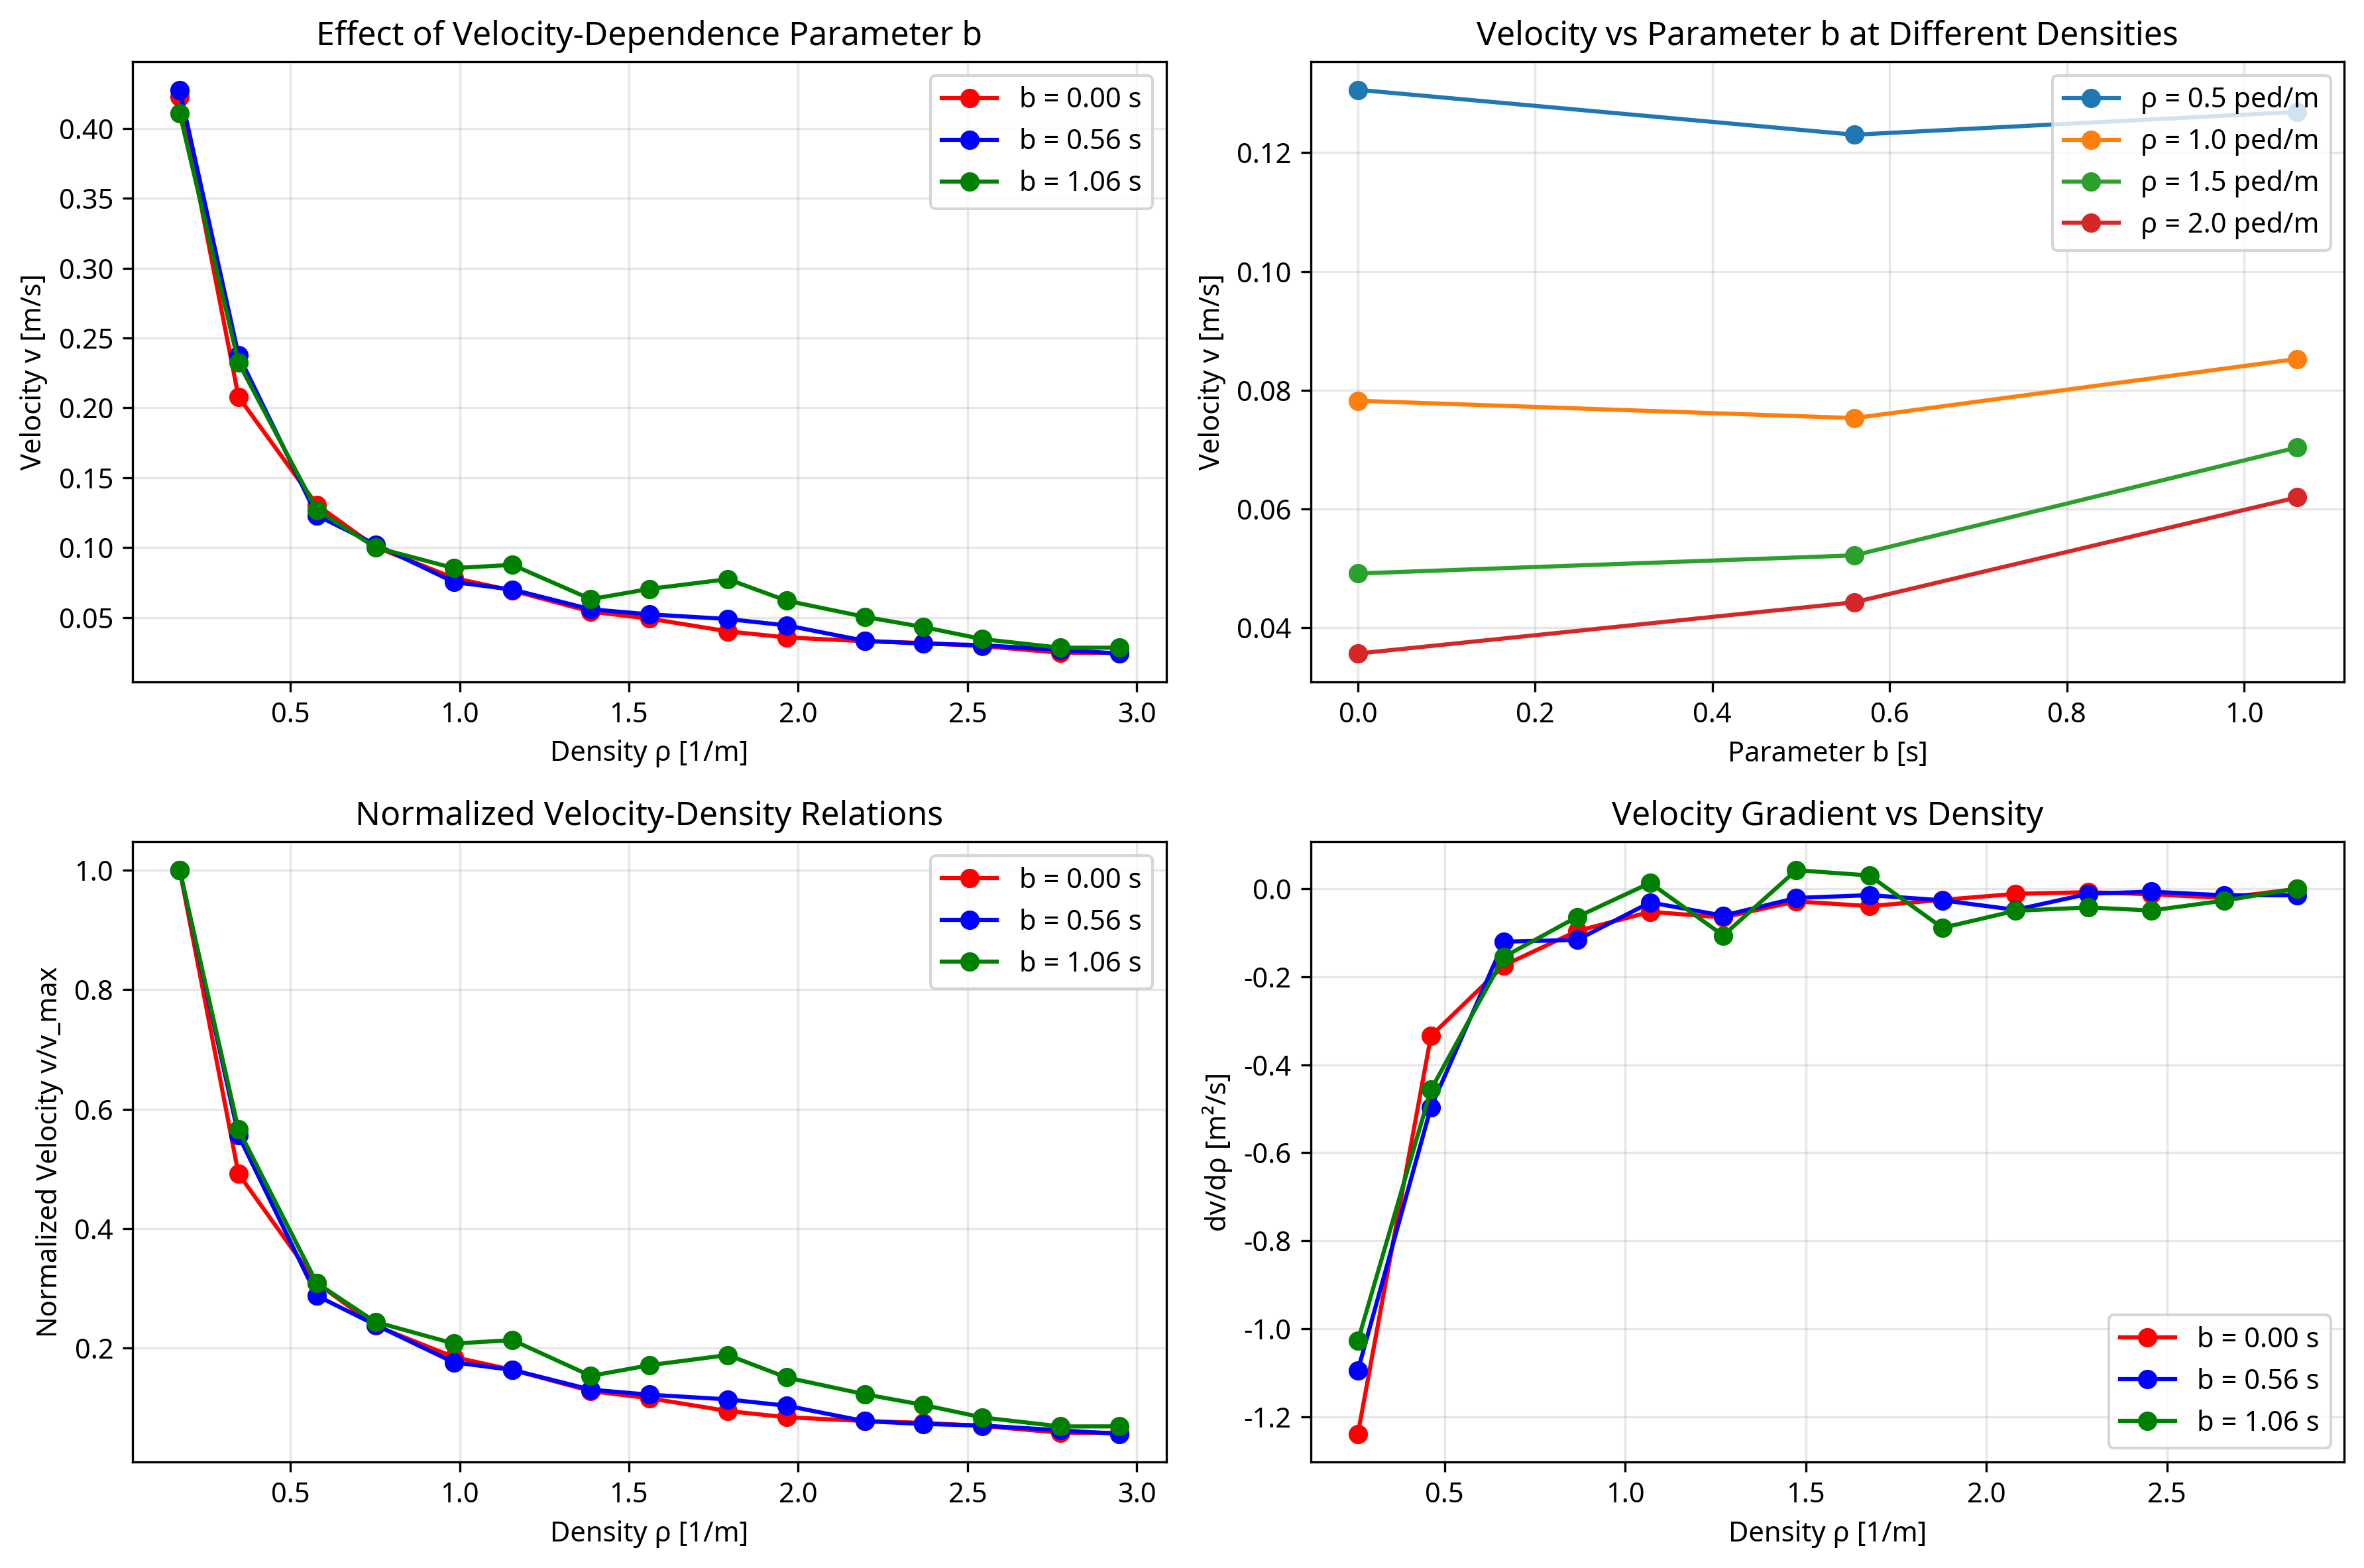 Effect of Velocity-Dependence Parameter b
Velocity v [m/s]
0.40
0.35
0.30
0.25
0.20
0.15
0.10
0.05
b = 0.00 s
b = 0.56 s
b = 1.06 s
0.5 1.0 1.5 2.0 2.5 3.0
Density ρ [1/m]
Velocity vs Parameter b at Different Densities
Velocity v [m/s]
0.12
0.10
0.08
0.06
0.04
ρ = 0.5 ped/m
ρ = 1.0 ped/m
ρ = 1.5 ped/m
ρ = 2.0 ped/m
0.0 0.2 0.4 0.6 0.8 1.0
Parameter b [s]
Normalized Velocity-Density Relations
Normalized Velocity v/v_max
1.0
0.8
0.6
0.4
0.2
b = 0.00 s
b = 0.56 s
b = 1.06 s
0.5 1.0 1.5 2.0 2.5 3.0
Density ρ [1/m]
Velocity Gradient vs Density
dv/dρ [m²/s]
0.0
-0.2
-0.4
-0.6
-0.8
-1.0
-1.2
b = 0.00 s
b = 0.56 s
b = 1.06 s
0.5 1.0 1.5 2.0 2.5
Density ρ [1/m]